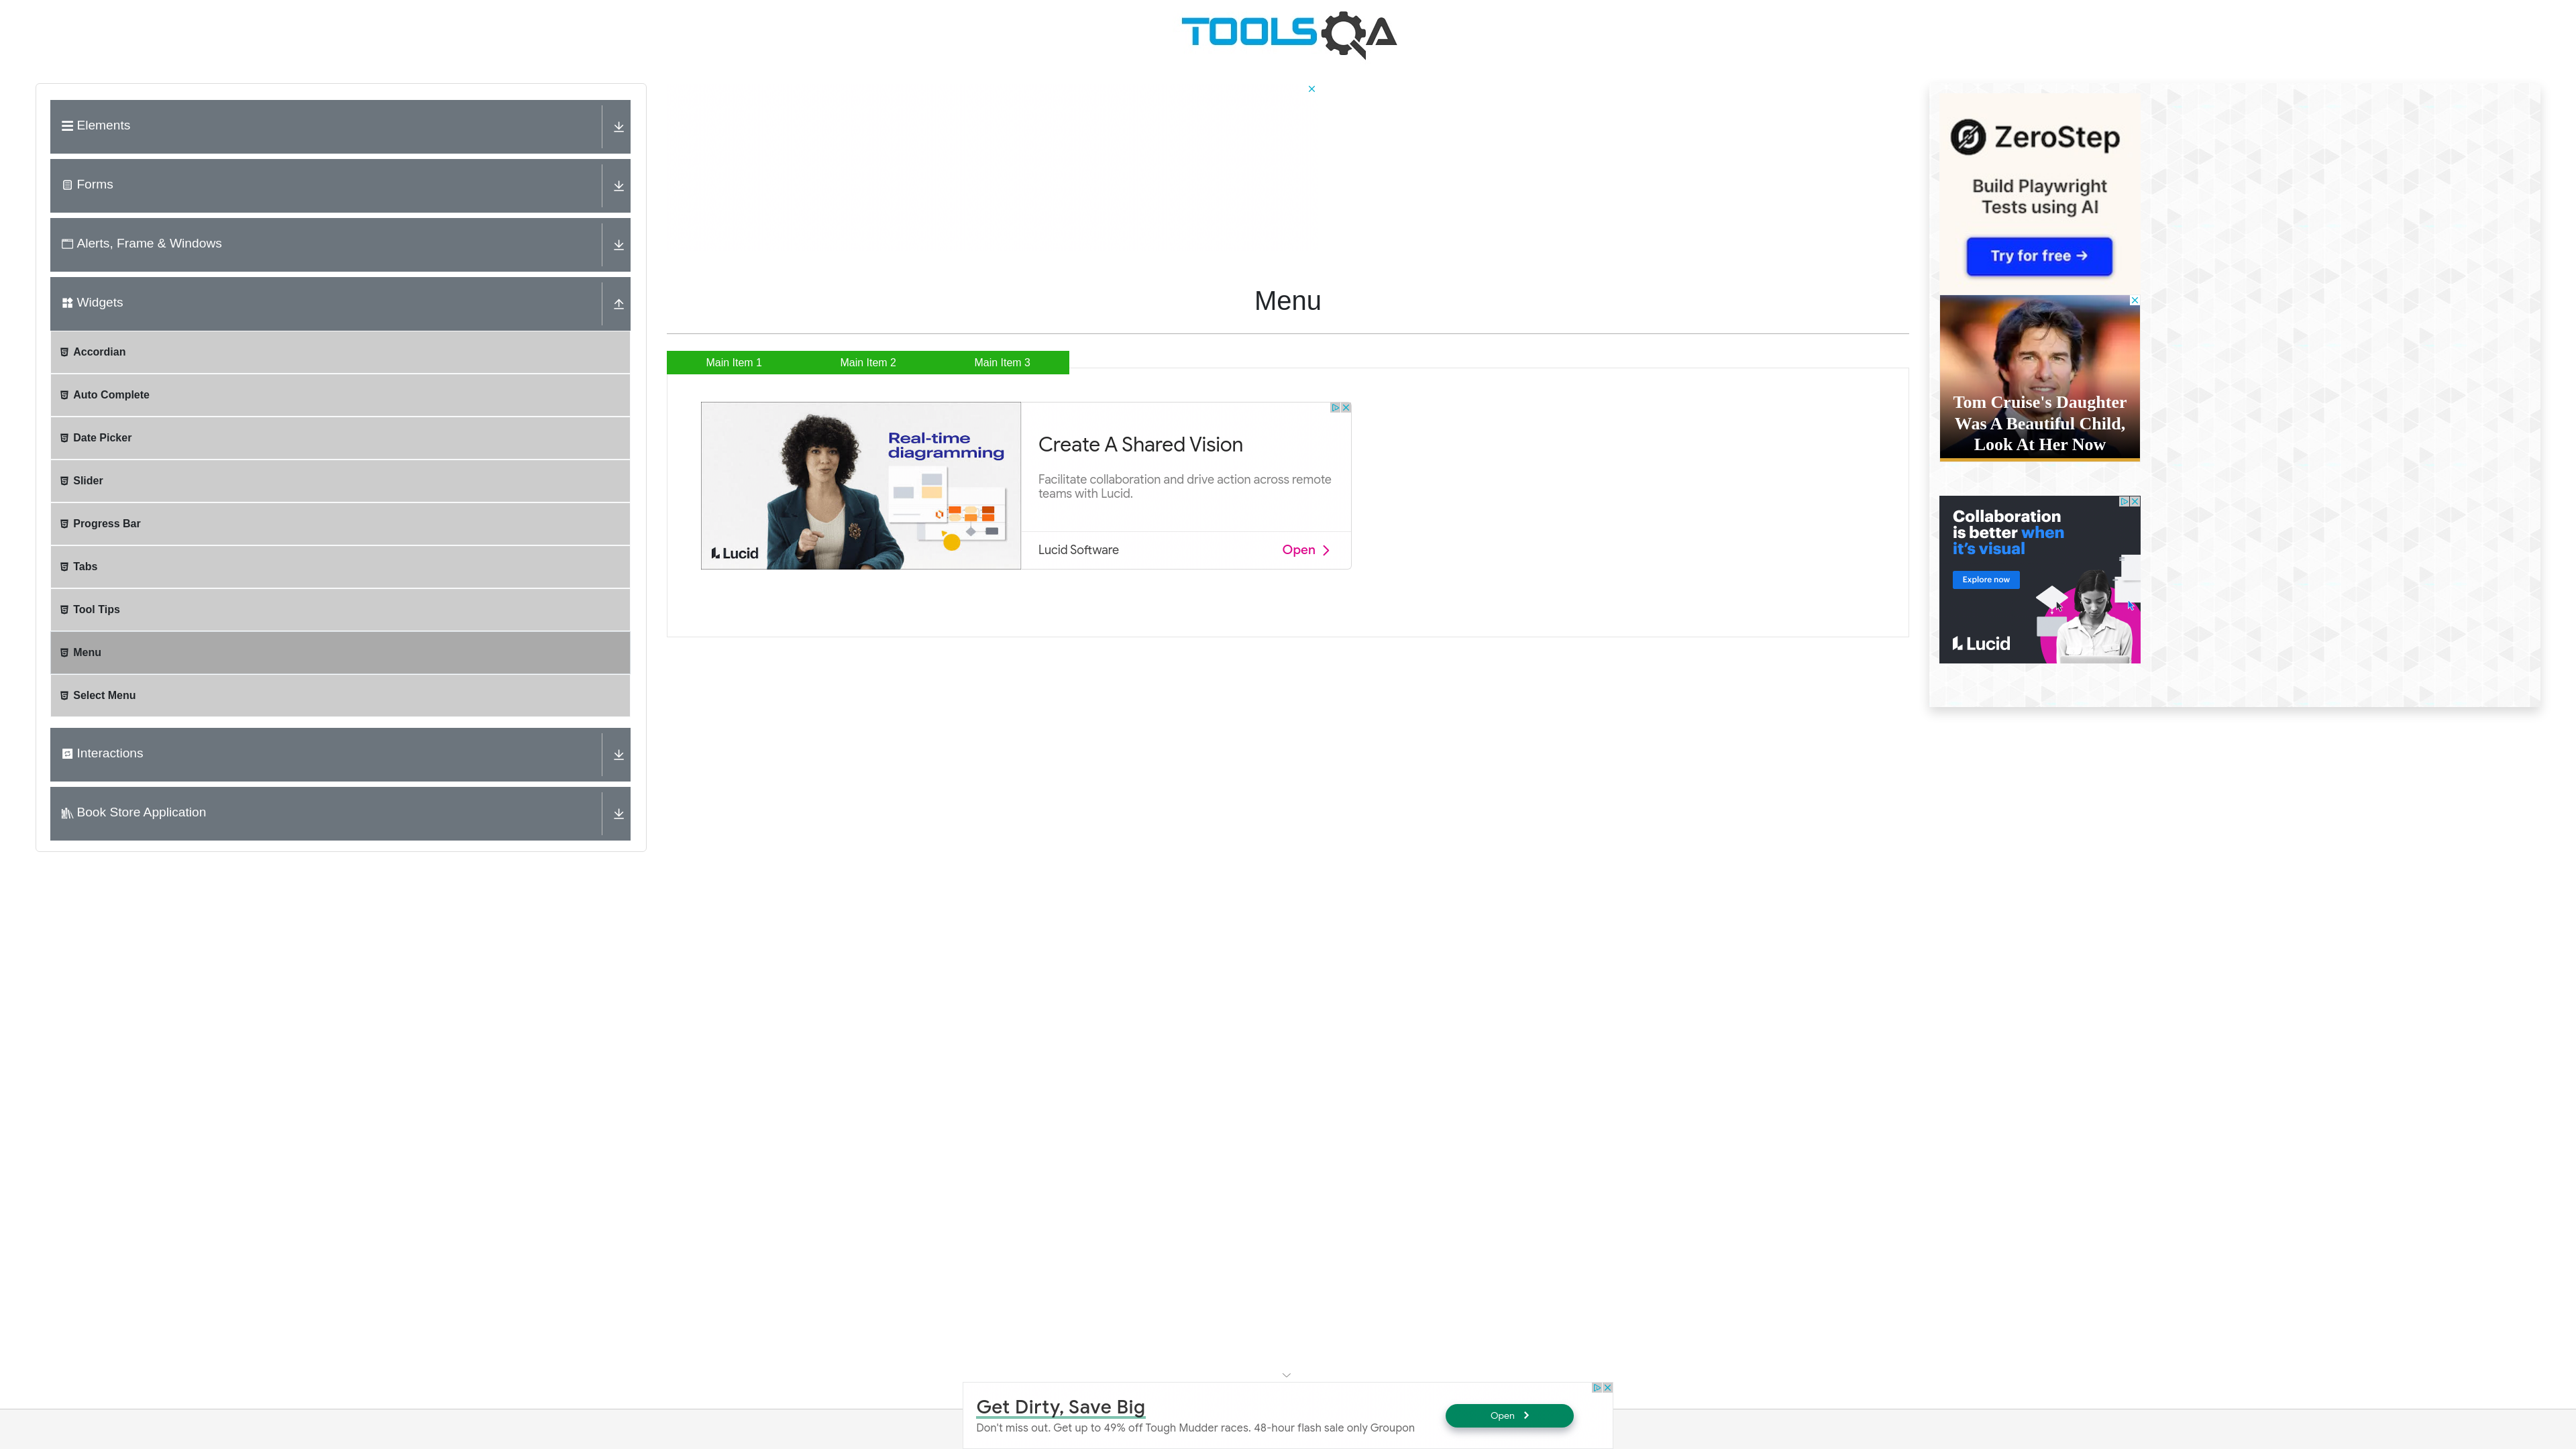 TOOLSQA
Elements
Forms
Alerts, Frame & Windows
Widgets
Accordian
Auto Complete
Date Picker
Slider
Progress Bar
Tabs
Tool Tips
Menu
Select Menu
Interactions
Book Store Application
Menu
Main Item 1
Main Item 2
Main Item 3
Real-time
diagramming
Lucid
Create A Shared Vision
Facilitate collaboration and drive action across remote
teams with Lucid.
Lucid Software
Open
ZeroStep
Build Playwright
Tests using AI
Try for free →
Tom Cruise's Daughter
Was A Beautiful Child,
Look At Her Now
Collaboration
is better when
it's visual
Explore now
Lucid
Get Dirty, Save Big
Don't miss out. Get up to 49% off Tough Mudder races. 48-hour flash sale only Groupon
Open